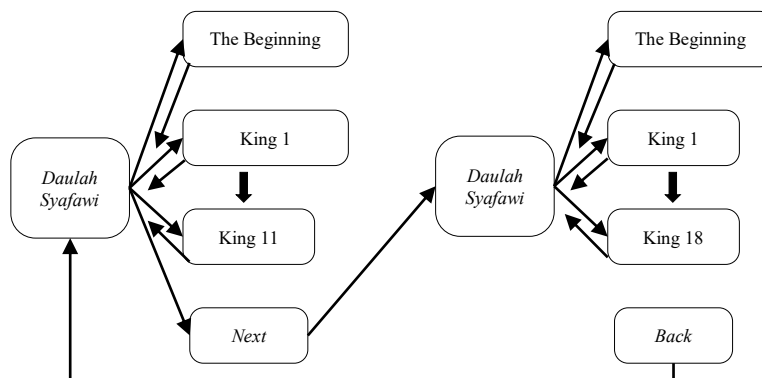 The Beginning
King 1
Daulah
Syafawi
King 11
Next
The Beginning
King 1
Daulah
Syafawi
King 18
Back